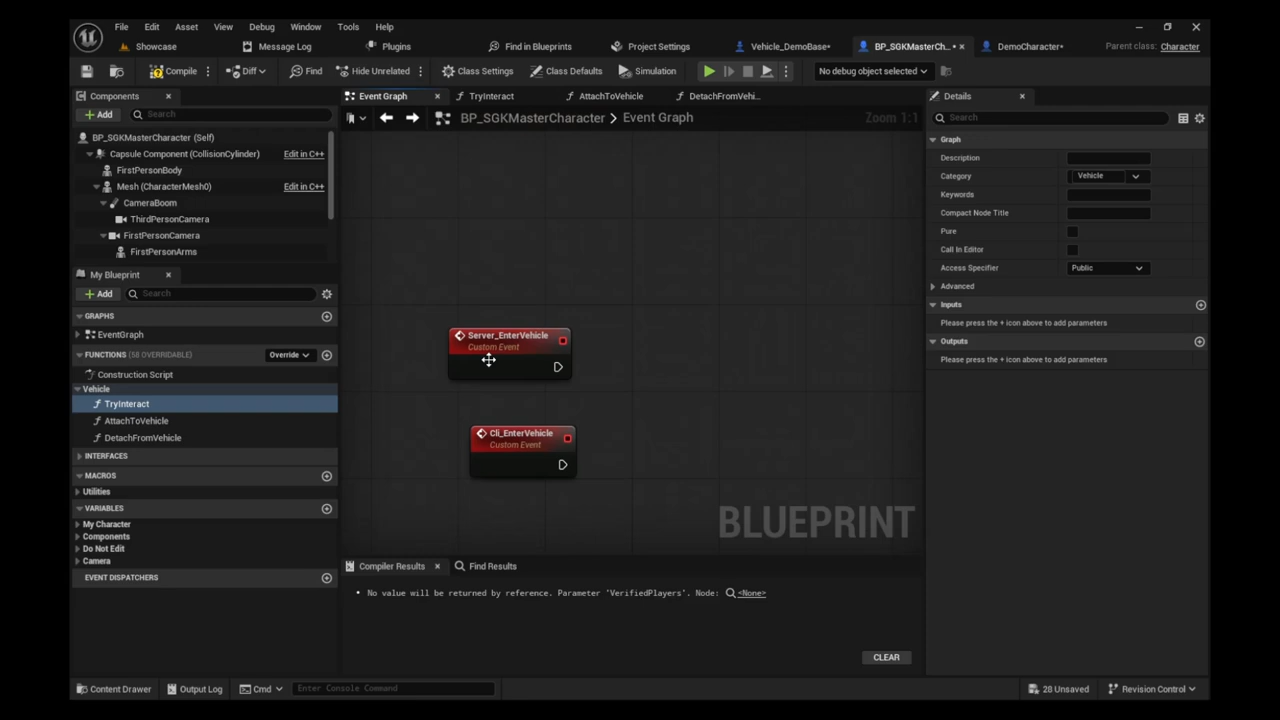 File Edit Asset View Debug Window Tools Help
Showcase Message Log Plugins Find in Blueprints Project Settings Vehicle_DemoBase* BP_SGKMasterCh... DemoCharacter* Parent class: Character
Compile Diff Find Hide Unrelated Class Settings Class Defaults Simulation No debug object selected
Components
Add Search
BP_SGKMasterCharacter (Self)
Capsule Component (CollisionCylinder) Edit in C++
FirstPersonBody
Mesh (CharacterMesh0) Edit in C++
CameraBoom
ThirdPersonCamera
FirstPersonCamera
FirstPersonArms
My Blueprint
Add Search
GRAPHS
EventGraph
FUNCTIONS (58 OVERRIDABLE) Override
Construction Script
Vehicle
TryInteract
AttachToVehicle
DetachFromVehicle
INTERFACES
MACROS
Utilities
VARIABLES
My Character
Components
Do Not Edit
Camera
EVENT DISPATCHERS
Event Graph TryInteract AttachToVehicle DetachFromVehi...
BP_SGKMasterCharacter > Event Graph Zoom 1:1
Server_EnterVehicle
Custom Event
Cli_EnterVehicle
Custom Event
BLUEPRINT
Compiler Results Find Results
• No value will be returned by reference. Parameter 'VerifiedPlayers'. Node: <None>
CLEAR
Details
Search
Graph
Description
Category Vehicle
Keywords
Compact Node Title
Pure
Call In Editor
Access Specifier Public
Advanced
Inputs
Please press the + icon above to add parameters
Outputs
Please press the + icon above to add parameters
Content Drawer Output Log Cmd Enter Console Command 28 Unsaved Revision Control